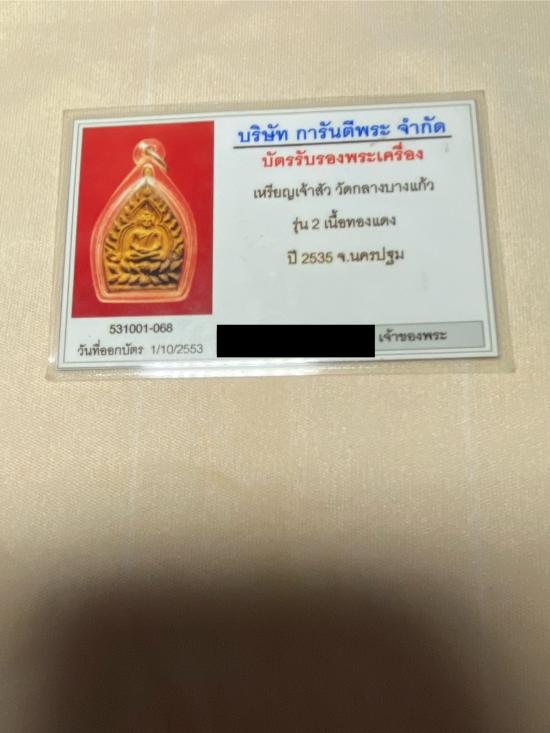 บริษัท การันตีพระ จำกัด
บัตรรับรองพระเครื่อง
เหรียญเจ้าสัว วัดกลางบางแก้ว
รุ่น 2 เนื้อทองแดง
ปี 2535 จ.นครปฐม
531001-068
วันที่ออกบัตร 1/10/2553
เจ้าของพระ